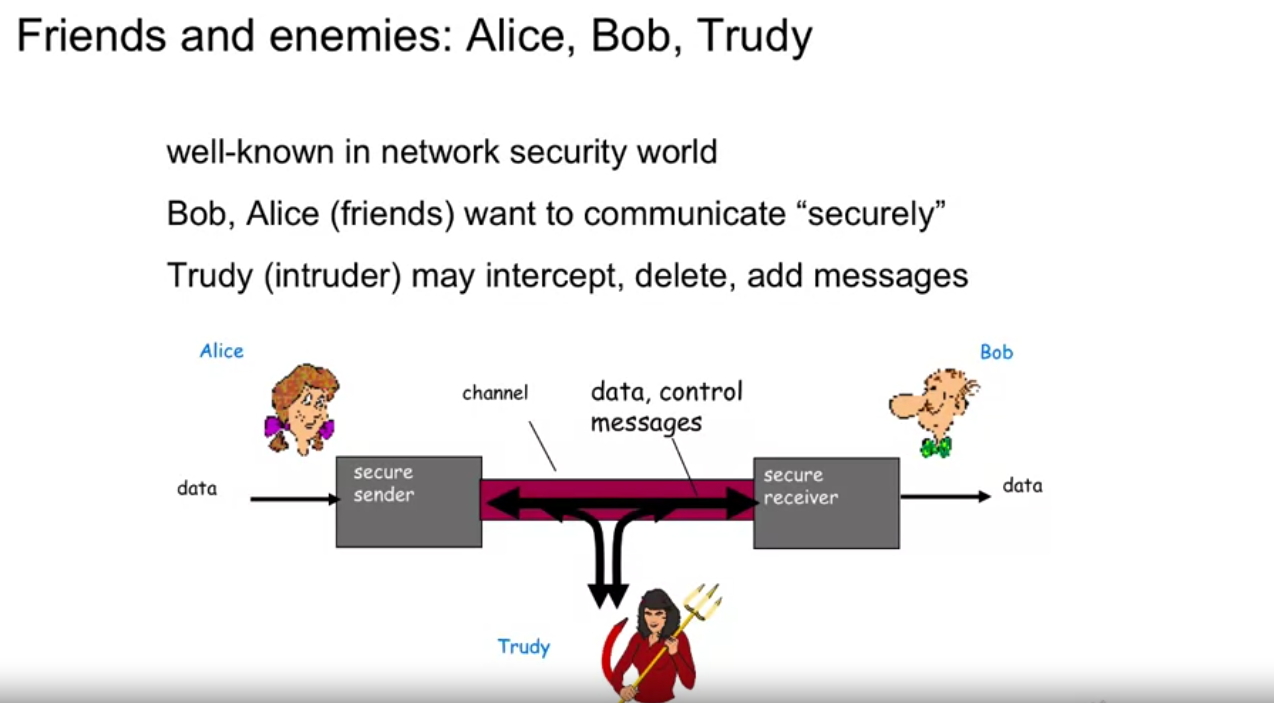 Friends and enemies: Alice, Bob, Trudy
well-known in network security world
Bob, Alice (friends) want to communicate “securely”
Trudy (intruder) may intercept, delete, add messages
Alice
Bob
channel
data, control
messages
data
secure
sender
secure
receiver
data
Trudy